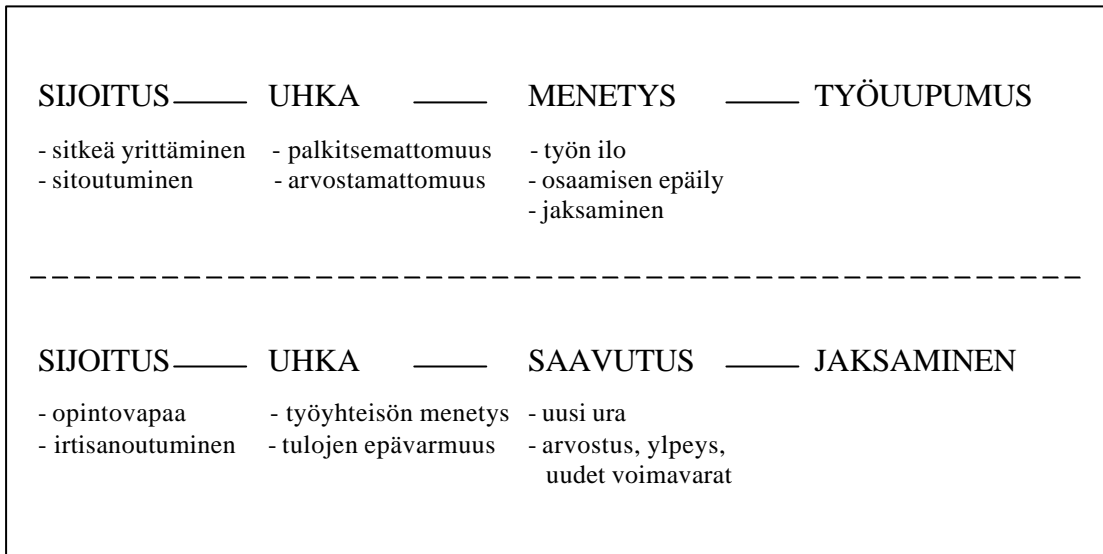 SIJOITUS UHKA MENETYS TYÖUUPUMUS
- sitkeä yrittäminen - palkitsemattomuus - työn ilo
- sitoutuminen - arvostamattomuus - osaamisen epäily
- jaksaminen
SIJOITUS UHKA SAAVUTUS JAKSAMINEN
- opintovapaa - työyhteisön menetys - uusi ura
- irtisanoutuminen - tulojen epävarmuus - arvostus, ylpeys,
uudet voimavarat